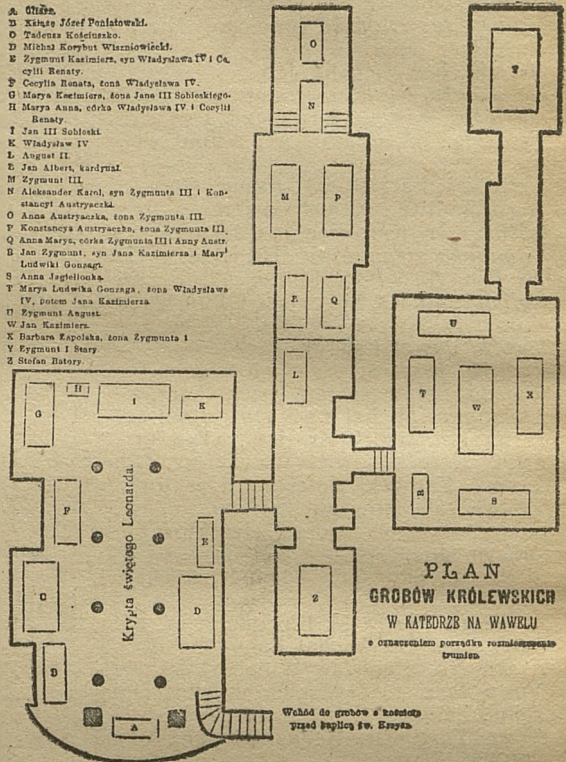 A Ołtarz.
B Książę Józef Poniatowski.
O Tadeusz Kościuszko.
D Michał Korybut Wiszniowiecki.
E Zygmunt Kazimierz, syn Władysława IV i Ce
cylii Renaty.
F Cecylia Renata, żona Władysława IV.
G Marya Kazimiera, żona Jana III Sobieskiego.
H Marya Anna, córka Władysława IV i Cecylii
Renaty.
I Jan III Sobieski.
K Władysław IV
L August II.
Ł Jan Albert, kardynał.
M Zygmunt III.
N Aleksander Karol, syn Zygmunta III i Kon-
stancyi Austryaczki.
O Anna Austryaczka, żona Zygmunta III.
P Konstancya Austryaczka, żona Zygmunta III.
Q Anna Marya, córka Zygmunta III i Anny Austr.
R Jan Zygmunt, syn Jana Kazimierza i Maryi
Ludwiki Gonzagi.
S Anna Jagiellonka.
T Marya Ludwika Gonzaga, żona Władysława
IV, potem Jana Kazimierza.
U Zygmunt August.
W Jan Kazimierz.
X Barbara Zapolska, żona Zygmunta I
Y Zygmunt I Stary
Z Stefan Batory.
O
N
M P
Ł Q
L
Y
U
T W X
R S
G H I K
F
E
C D
B
A
Z
Krypta świętego Leonarda.
PLAN
GROBÓW KRÓLEWSKICH
W KATEDRZE NA WAWELU
z oznaczeniem porządku rozmieszczenia
trumien.
Wchód do grobów z kościoła
przed kaplicą św. Krzyża.